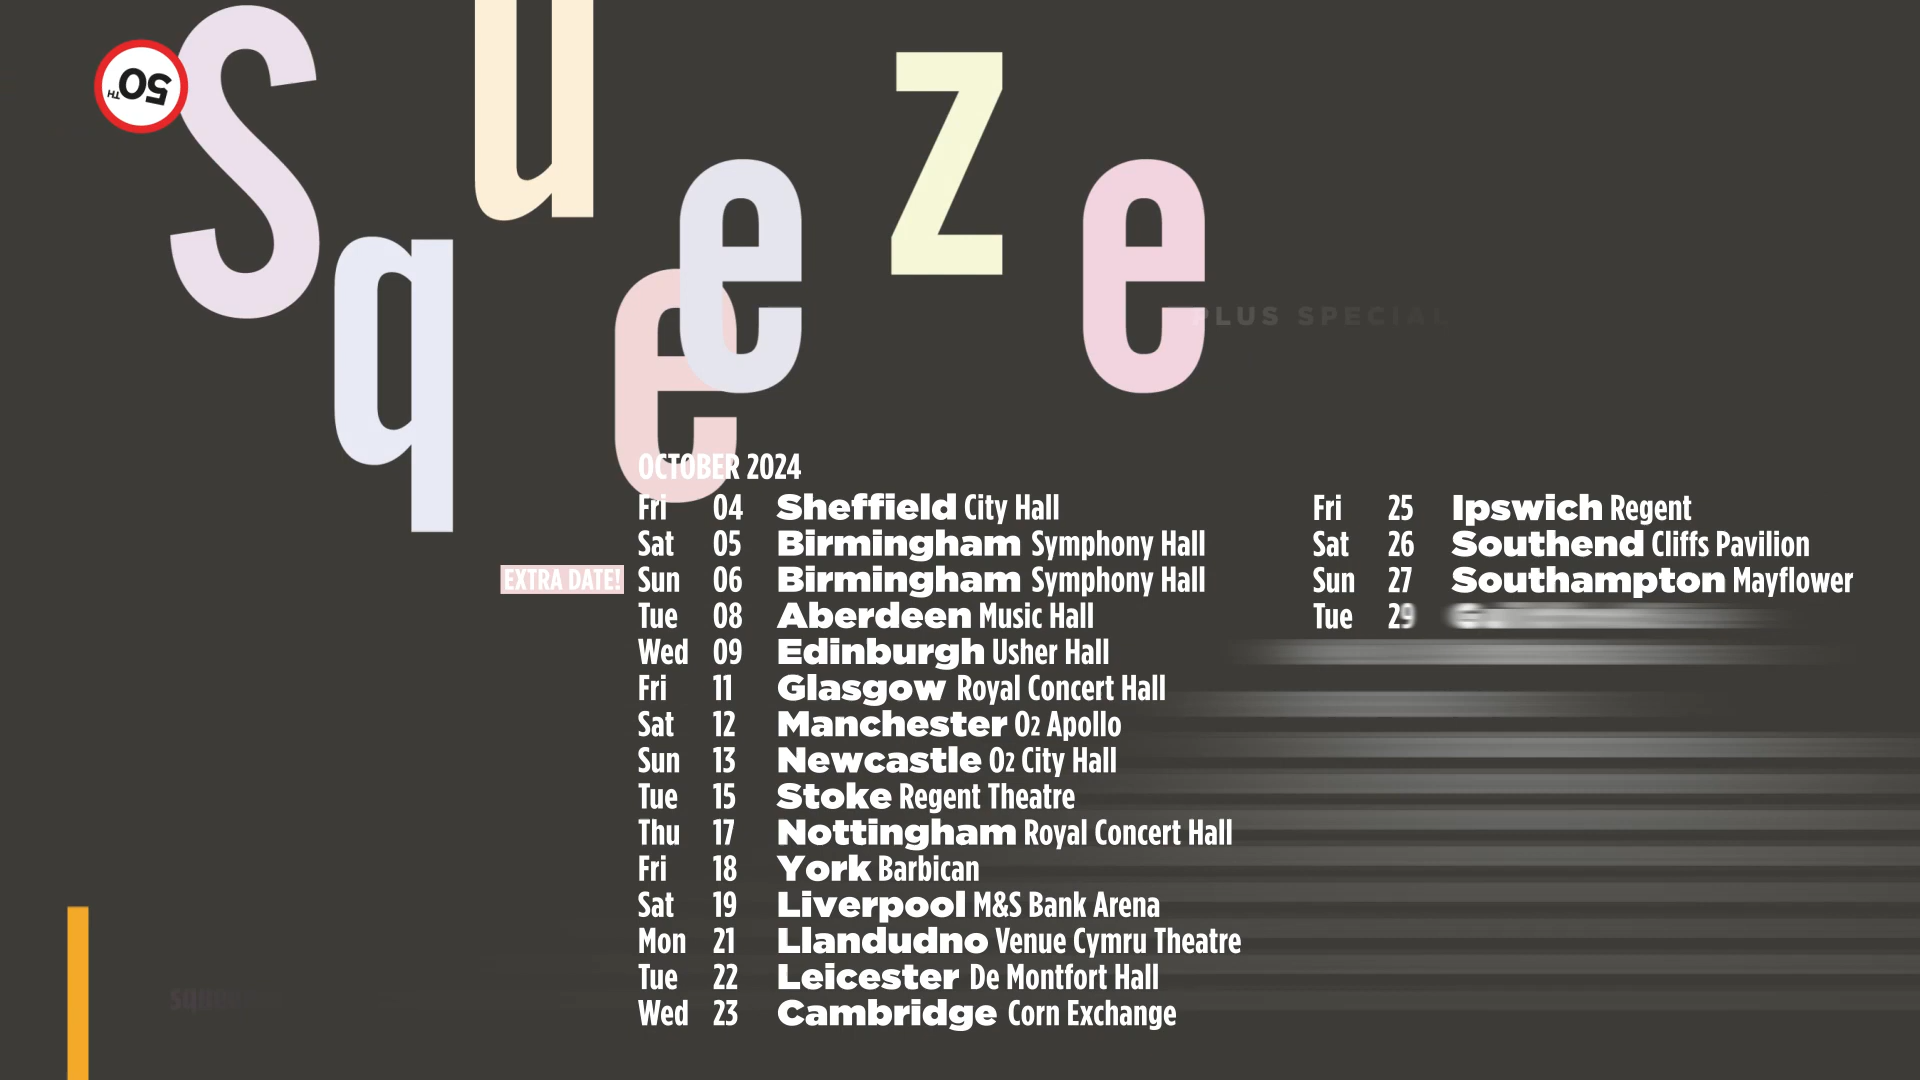 50TH
Squeeze
PLUS SPECIAL
OCTOBER 2024
Fri 04 Sheffield City Hall
Sat 05 Birmingham Symphony Hall
EXTRA DATE! Sun 06 Birmingham Symphony Hall
Tue 08 Aberdeen Music Hall
Wed 09 Edinburgh Usher Hall
Fri 11 Glasgow Royal Concert Hall
Sat 12 Manchester O2 Apollo
Sun 13 Newcastle O2 City Hall
Tue 15 Stoke Regent Theatre
Thu 17 Nottingham Royal Concert Hall
Fri 18 York Barbican
Sat 19 Liverpool M&S Bank Arena
Mon 21 Llandudno Venue Cymru Theatre
Tue 22 Leicester De Montfort Hall
Wed 23 Cambridge Corn Exchange
Fri 25 Ipswich Regent
Sat 26 Southend Cliffs Pavilion
Sun 27 Southampton Mayflower
Tue 29